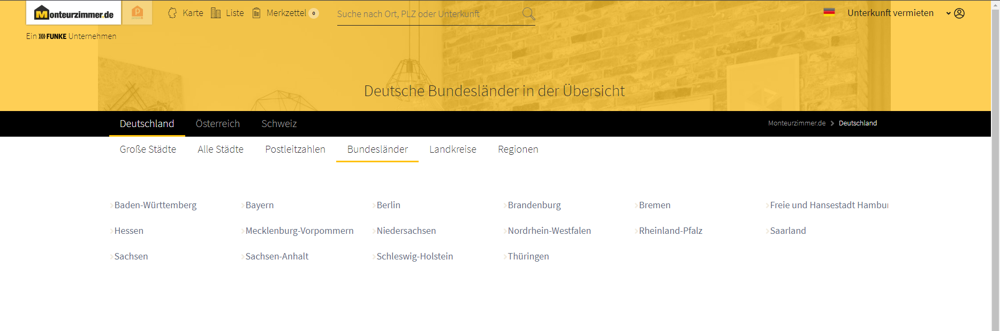 Monteurzimmer.de
P
Karte
Liste
Merkzettel 0
Suche nach Ort, PLZ oder Unterkunft
Unterkunft vermieten
Ein FUNKE Unternehmen
Deutsche Bundesländer in der Übersicht
Deutschland Österreich Schweiz
Monteurzimmer.de > Deutschland
Große Städte Alle Städte Postleitzahlen Bundesländer Landkreise Regionen
Baden-Württemberg Bayern Berlin Brandenburg Bremen Freie und Hansestadt Hambu
Hessen Mecklenburg-Vorpommern Niedersachsen Nordrhein-Westfalen Rheinland-Pfalz Saarland
Sachsen Sachsen-Anhalt Schleswig-Holstein Thüringen